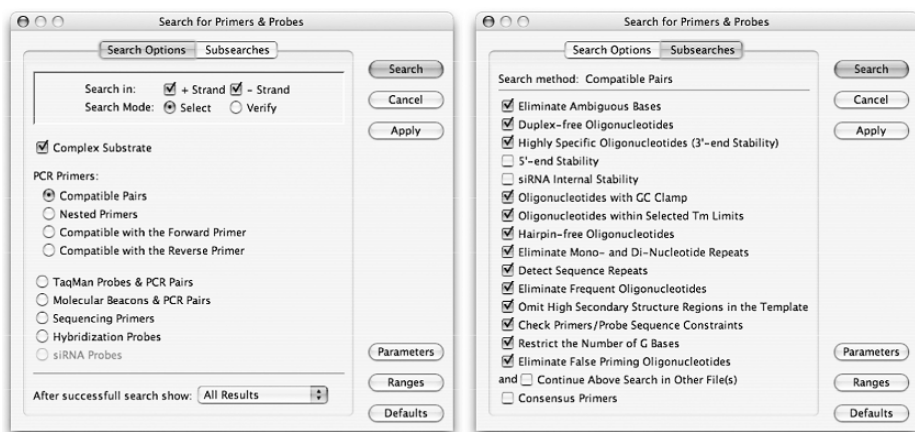 Search for Primers & Probes
Search Options Subsearches
Search in: + Strand - Strand
Search Mode: Select Verify
Complex Substrate
PCR Primers:
Compatible Pairs
Nested Primers
Compatible with the Forward Primer
Compatible with the Reverse Primer
TaqMan Probes & PCR Pairs
Molecular Beacons & PCR Pairs
Sequencing Primers
Hybridization Probes
siRNA Probes
After successfull search show: All Results
Search
Cancel
Apply
Parameters
Ranges
Defaults
Search for Primers & Probes
Search Options Subsearches
Search method: Compatible Pairs
Eliminate Ambiguous Bases
Duplex-free Oligonucleotides
Highly Specific Oligonucleotides (3'-end Stability)
5'-end Stability
siRNA Internal Stability
Oligonucleotides with GC Clamp
Oligonucleotides within Selected Tm Limits
Hairpin-free Oligonucleotides
Eliminate Mono- and Di-Nucleotide Repeats
Detect Sequence Repeats
Eliminate Frequent Oligonucleotides
Omit High Secondary Structure Regions in the Template
Check Primers/Probe Sequence Constraints
Restrict the Number of G Bases
Eliminate False Priming Oligonucleotides
and Continue Above Search in Other File(s)
Consensus Primers
Search
Cancel
Apply
Parameters
Ranges
Defaults